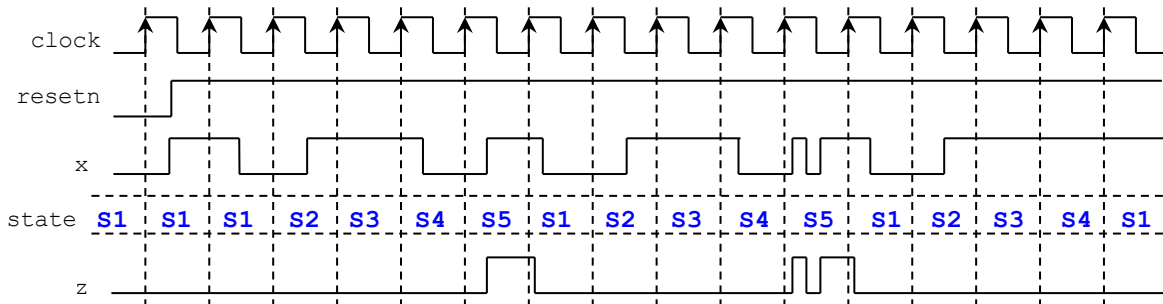 clock
resetn
x
state S1 S1 S1 S2 S3 S4 S5 S1 S2 S3 S4 S5 S1 S2 S3 S4 S1
z